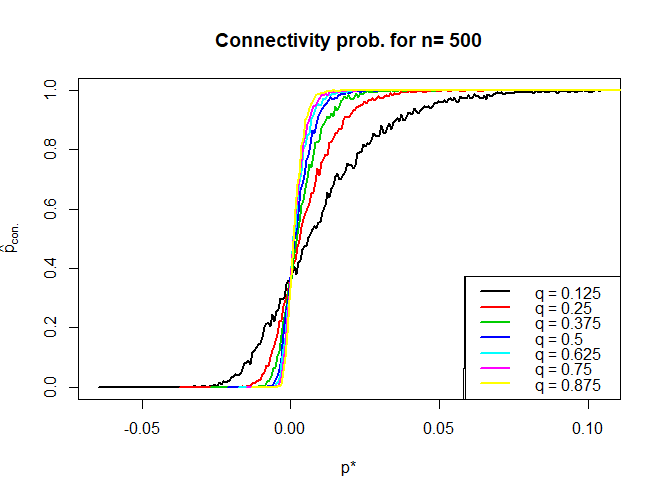 Connectivity prob. for n= 500
p̂con.
1.0
0.8
0.6
0.4
0.2
0.0
q = 0.125
q = 0.25
q = 0.375
q = 0.5
q = 0.625
q = 0.75
q = 0.875
-0.05 0.00 0.05 0.10
p*